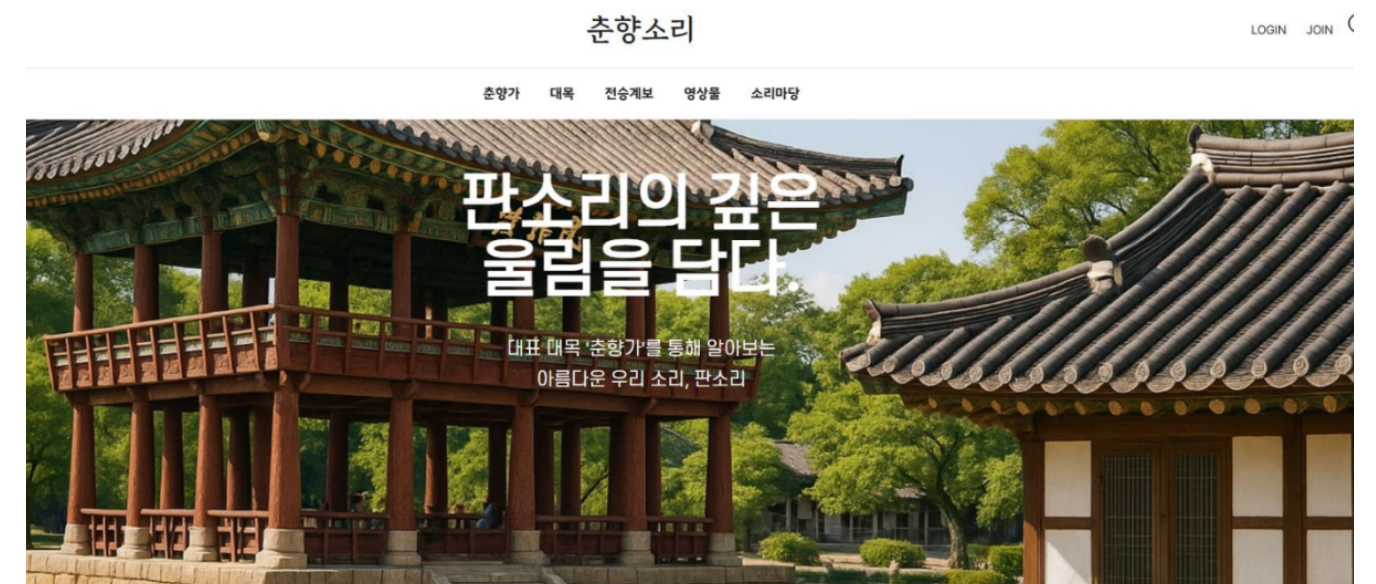 춘향소리
LOGIN JOIN
춘향가 대목 전승계보 영상물 소리마당
판소리의 깊은
울림을 담다.
대표 대목 '춘향가'를 통해 알아보는
아름다운 우리 소리, 판소리